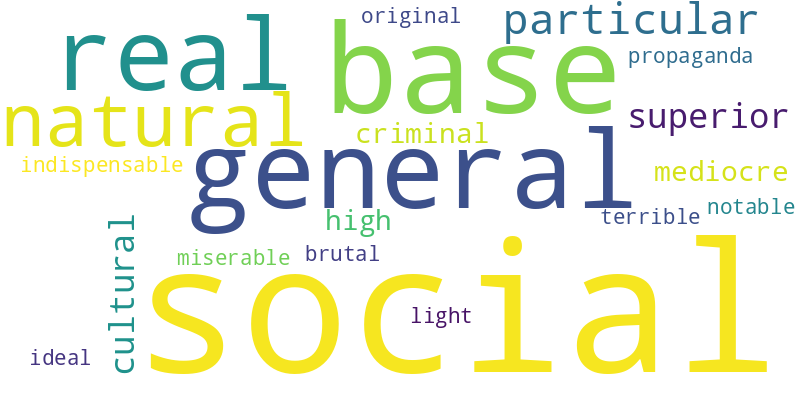 original
particular
real
base
propaganda
natural
superior
criminal
indispensable
general
mediocre
high
terrible
notable
cultural
miserable
brutal
social
light
ideal